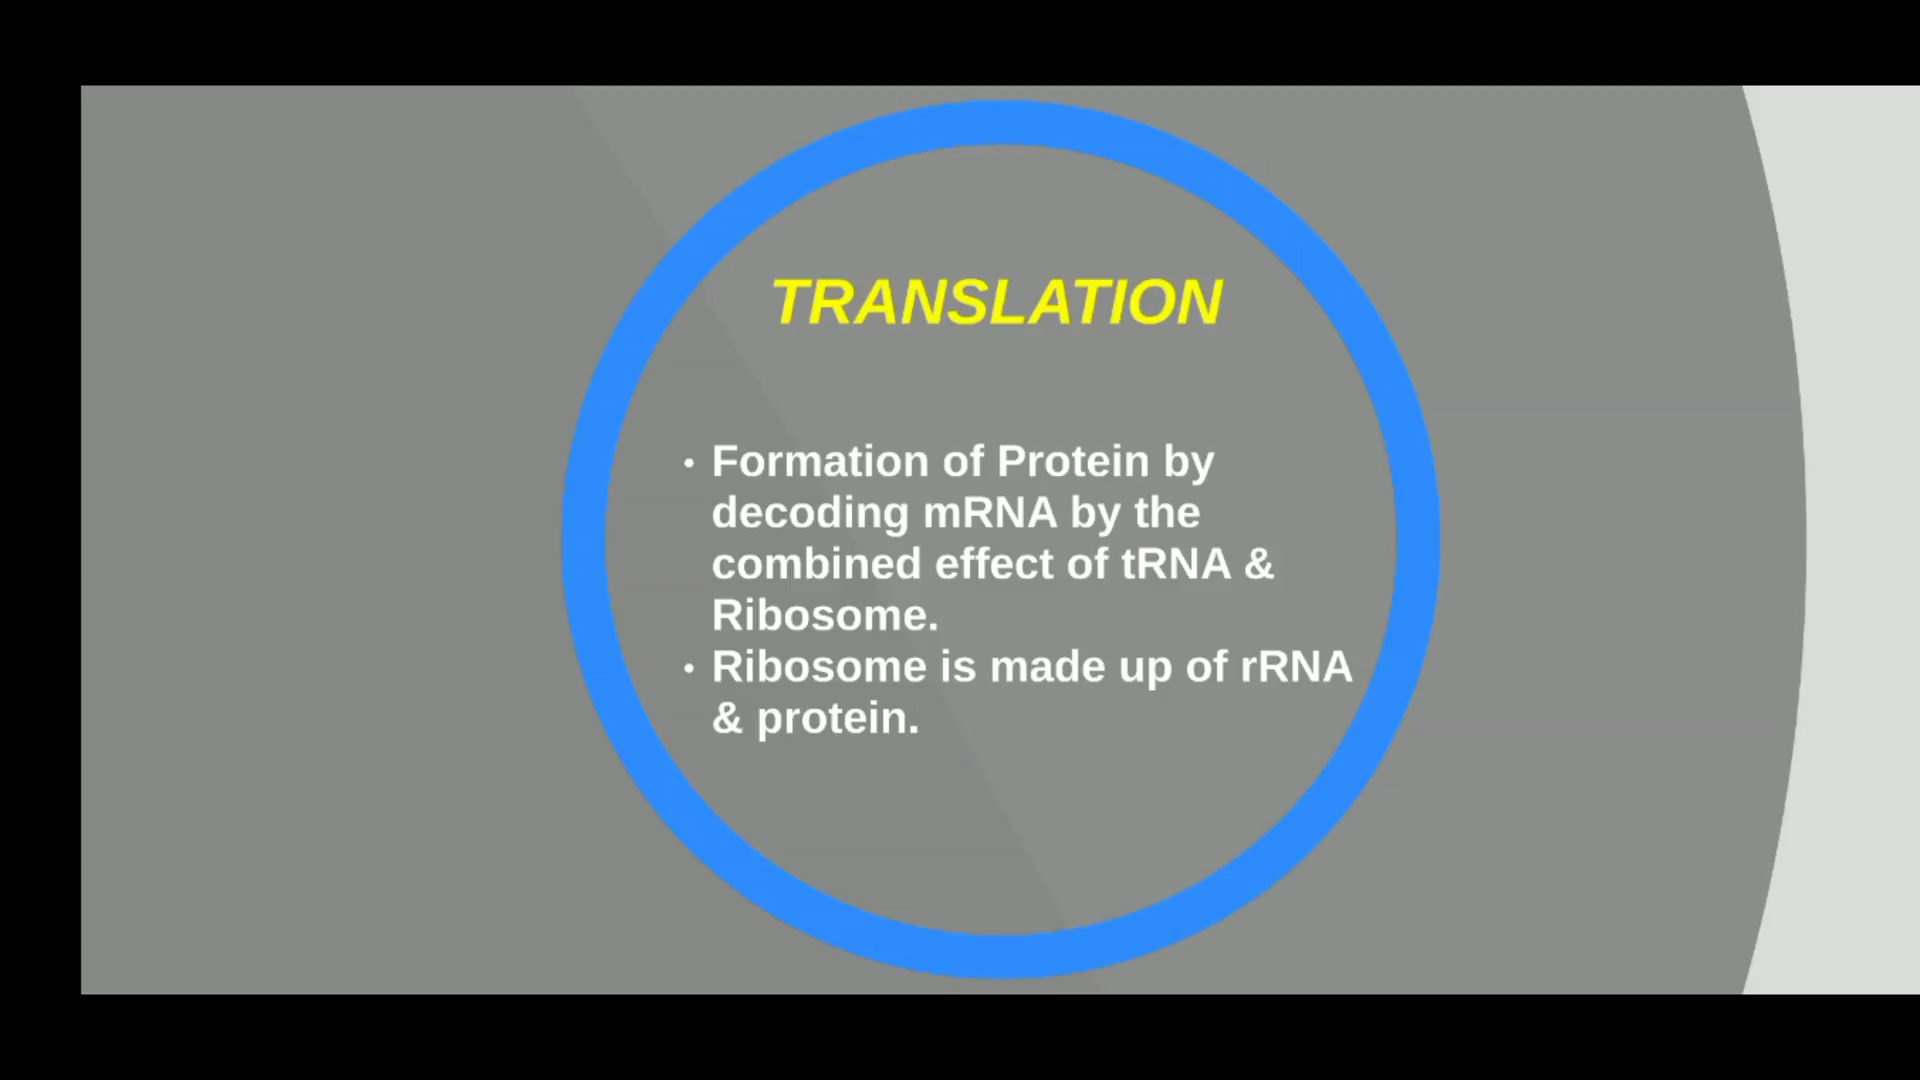 TRANSLATION
• Formation of Protein by
decoding mRNA by the
combined effect of tRNA &
Ribosome.
• Ribosome is made up of rRNA
& protein.